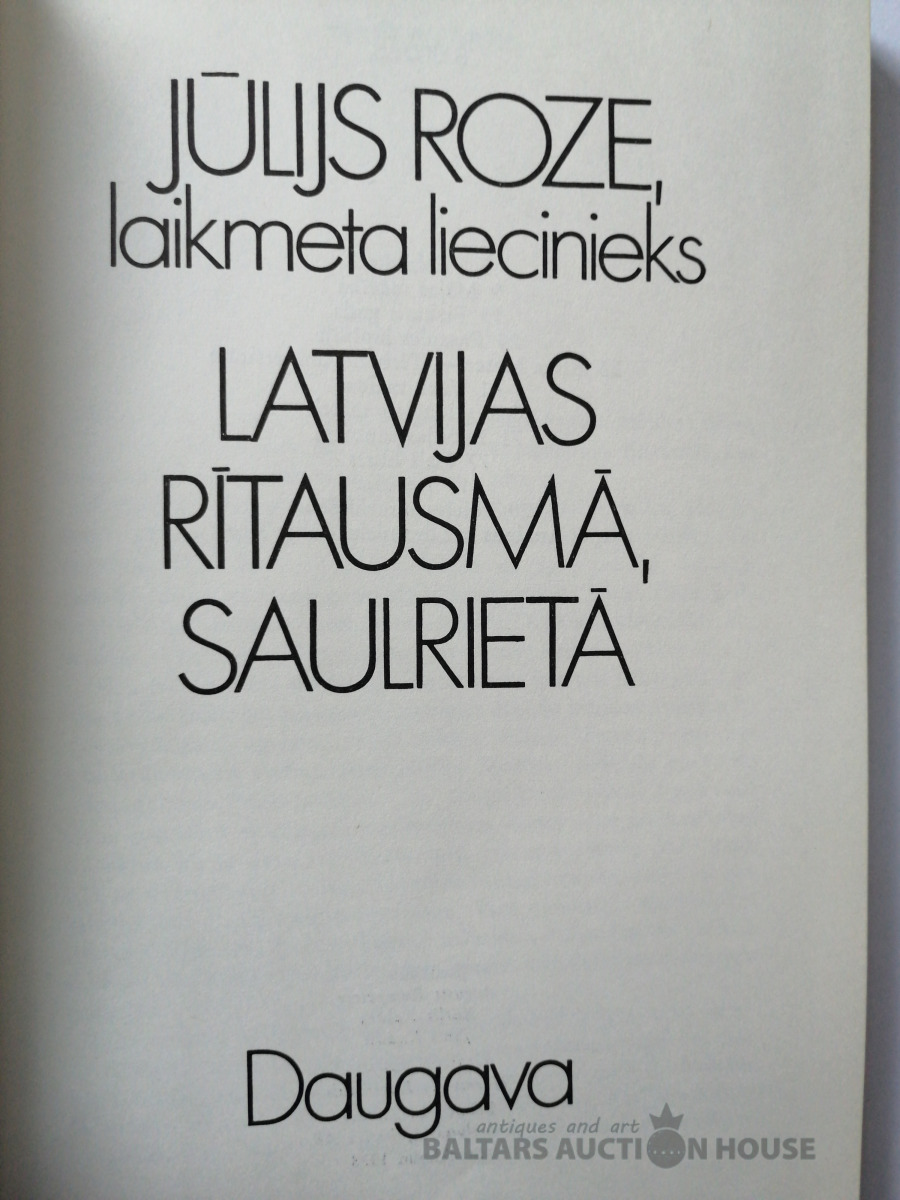 JŪLIJS ROZE,
laikmeta liecinieks
LATVIJAS
RĪTAUSMĀ,
SAULRIETĀ
Daugava
antiques and art
BALTARS AUCTION HOUSE